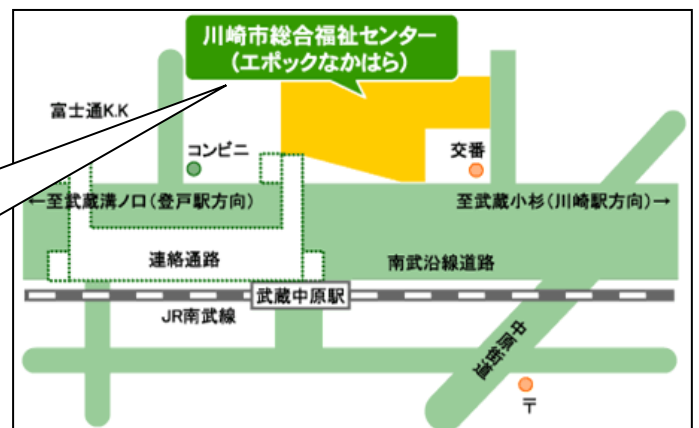 川崎市総合福祉センター
(エポックなかはら)
富士通K.K
コンビニ
交番
←至武蔵溝ノ口(登戸駅方向)
至武蔵小杉(川崎駅方向)→
連絡通路
南武沿線道路
武蔵中原駅
JR南武線
中原街道
〒